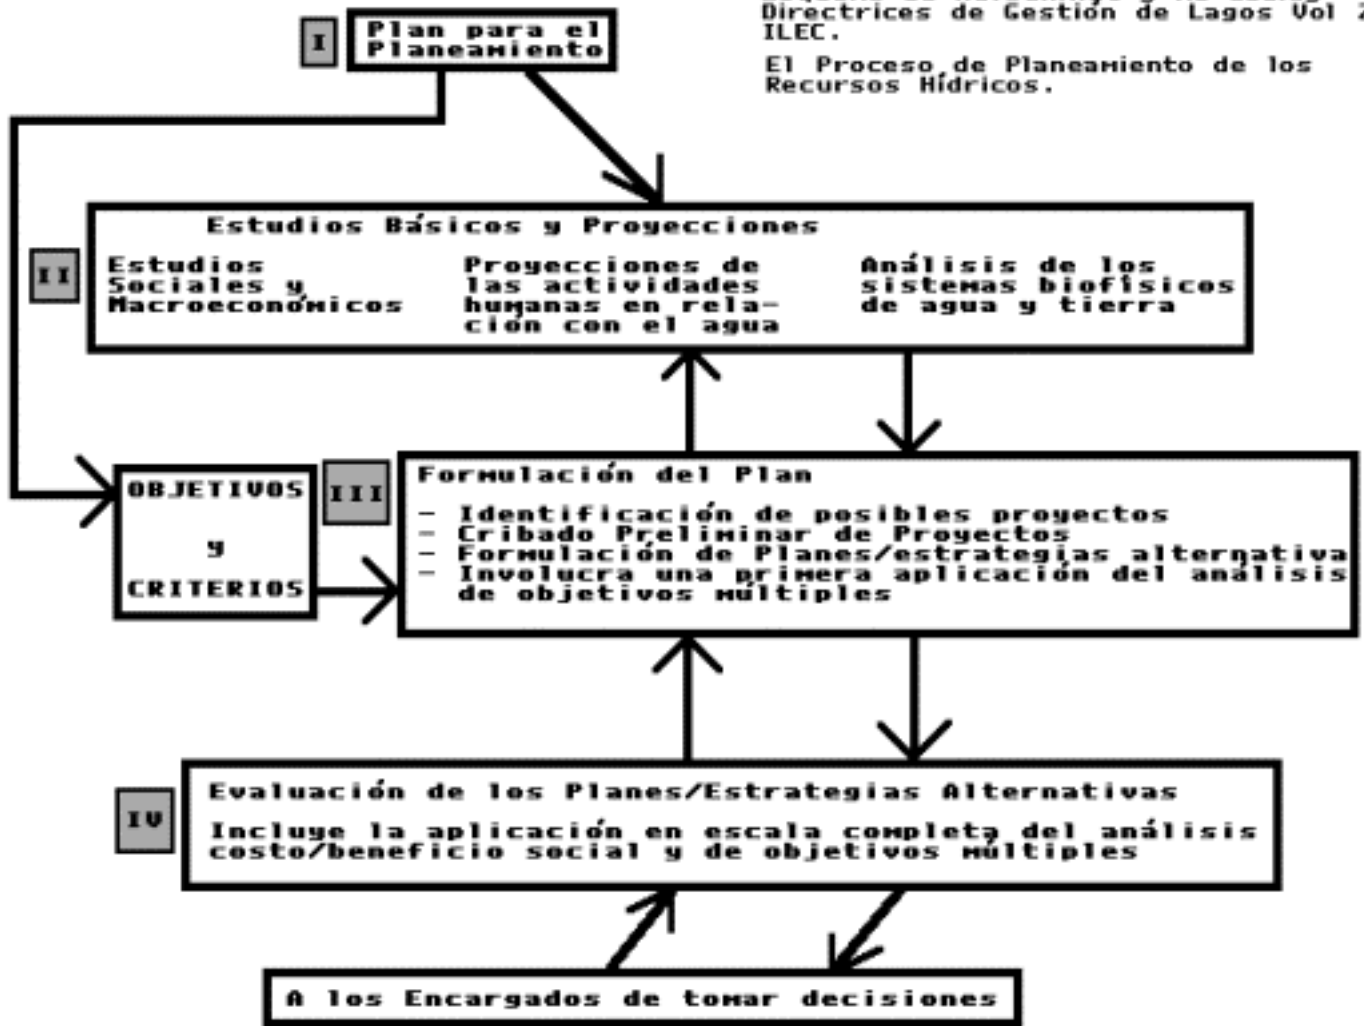 I
Plan para el
Planeamiento
Directrices de Gestión de Lagos Vol 2
ILEC.
El Proceso de Planeamiento de los
Recursos Hídricos.
Estudios Básicos y Proyecciones
II
Estudios
Sociales y
Macroeconómicos
Proyecciones de
las actividades
humanas en rela-
ción con el agua
Análisis de los
sistemas biofísicos
de agua y tierra
OBJETIVOS
y
CRITERIOS
III
Formulación del Plan
- Identificación de posibles proyectos
- Cribado Preliminar de Proyectos
- Formulación de Planes/estrategias alternativa
- Involucra una primera aplicación del análisis
de objetivos múltiples
IV
Evaluación de los Planes/Estrategias Alternativas
Incluye la aplicación en escala completa del análisis
costo/beneficio social y de objetivos múltiples
A los Encargados de tomar decisiones